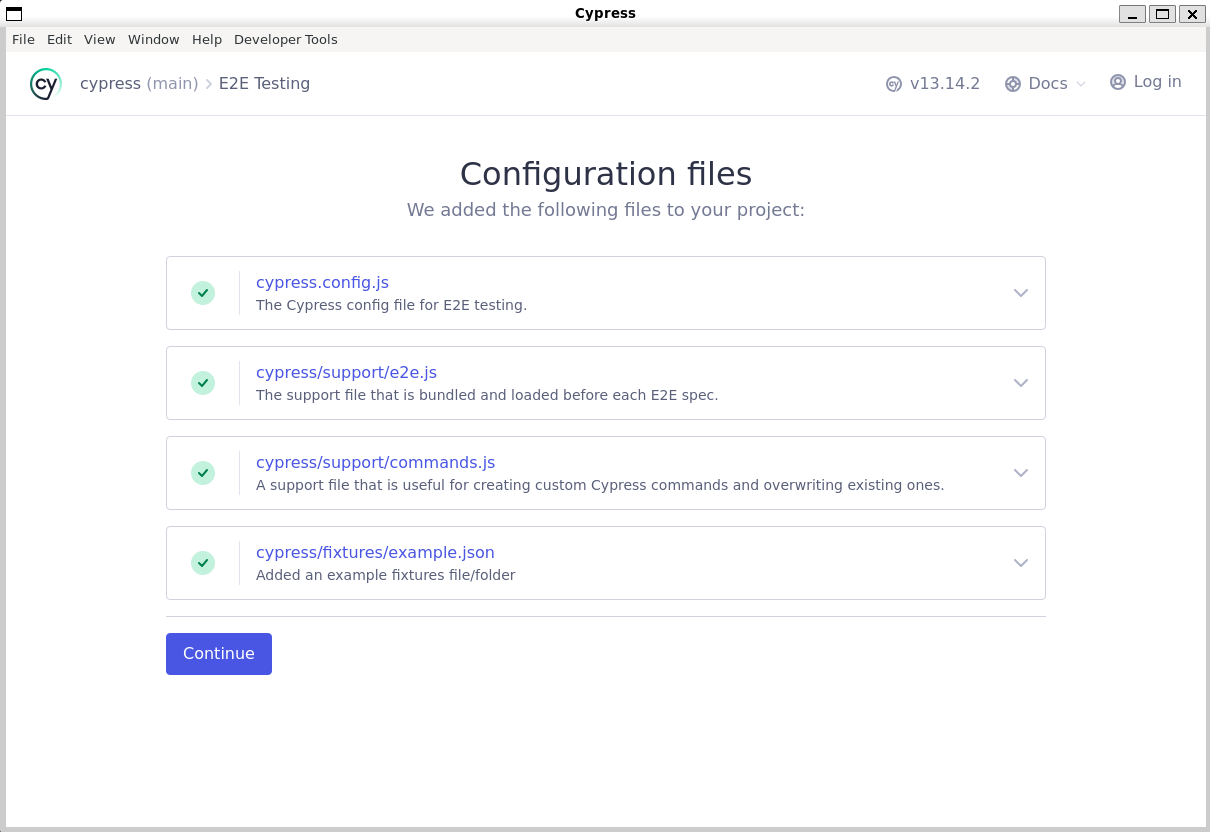 Cypress
File Edit View Window Help Developer Tools
cy cypress (main) E2E Testing cy v13.14.2 Docs Log in
Configuration files
We added the following files to your project:
cypress.config.js
The Cypress config file for E2E testing.
cypress/support/e2e.js
The support file that is bundled and loaded before each E2E spec.
cypress/support/commands.js
A support file that is useful for creating custom Cypress commands and overwriting existing ones.
cypress/fixtures/example.json
Added an example fixtures file/folder
Continue